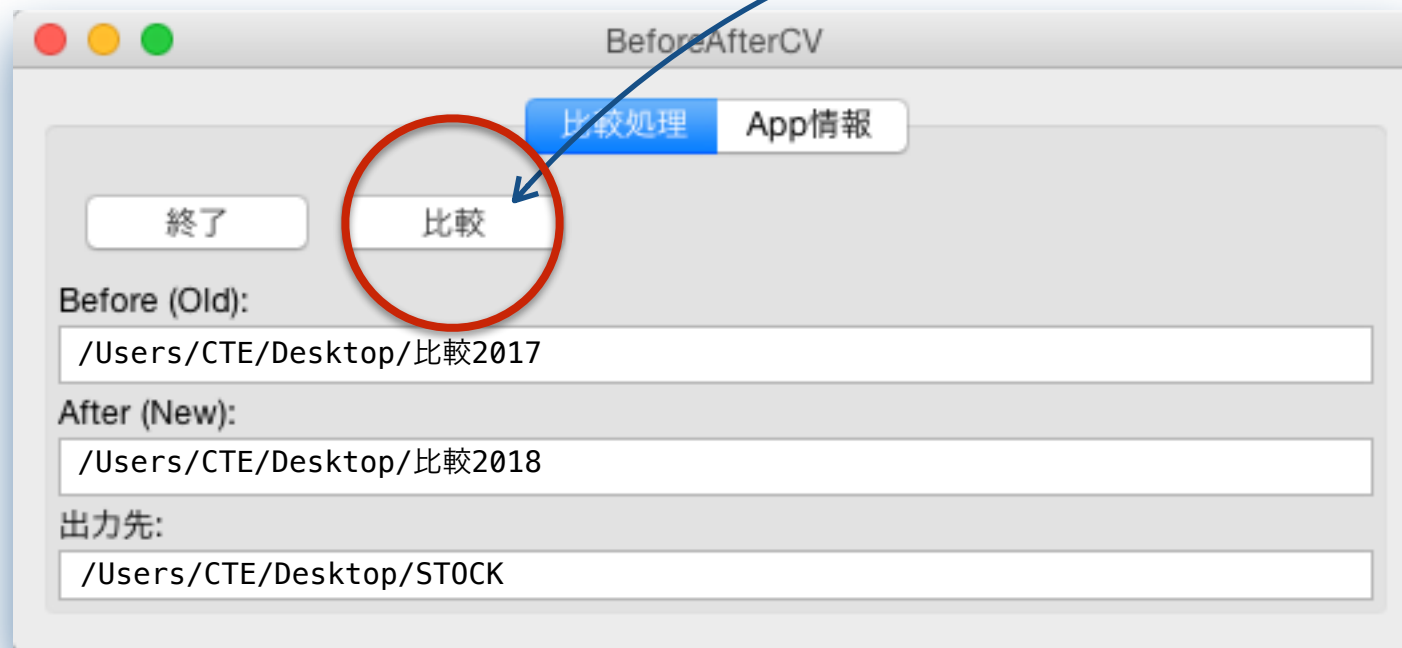 BeforeAfterCV
比較処理 App情報
終了 比較
Before (Old):
/Users/CTE/Desktop/比較2017
After (New):
/Users/CTE/Desktop/比較2018
出力先:
/Users/CTE/Desktop/STOCK